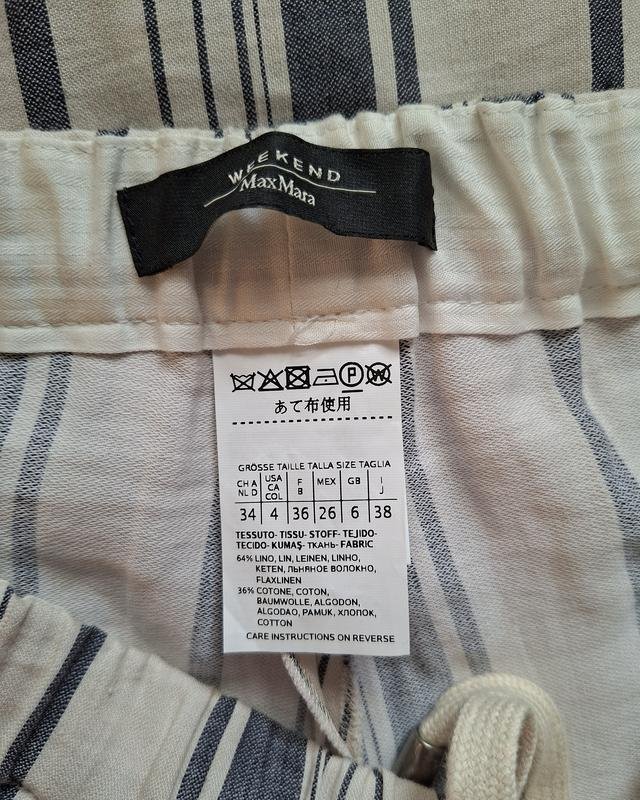 WEEKEND
MaxMara
P W
あて布使用
GRÖSSE TAILLE TALLA SIZE TAGLIA
CH A NL D USA CA COL F B MEX GB I J
34 4 36 26 6 38
TESSUTO- TISSU- STOFF- TEJIDO-
TECIDO- KUMAŞ- ТКАНЬ- FABRIC
64% LINO, LIN, LEINEN, LINHO,
KETEN, ЛЬНЯНОЕ ВОЛОКНО,
FLAXLINEN
36% COTONE, COTON,
BAUMWOLLE, ALGODON,
ALGODAO, PAMUK, ХЛОПОК,
COTTON
CARE INSTRUCTIONS ON REVERSE